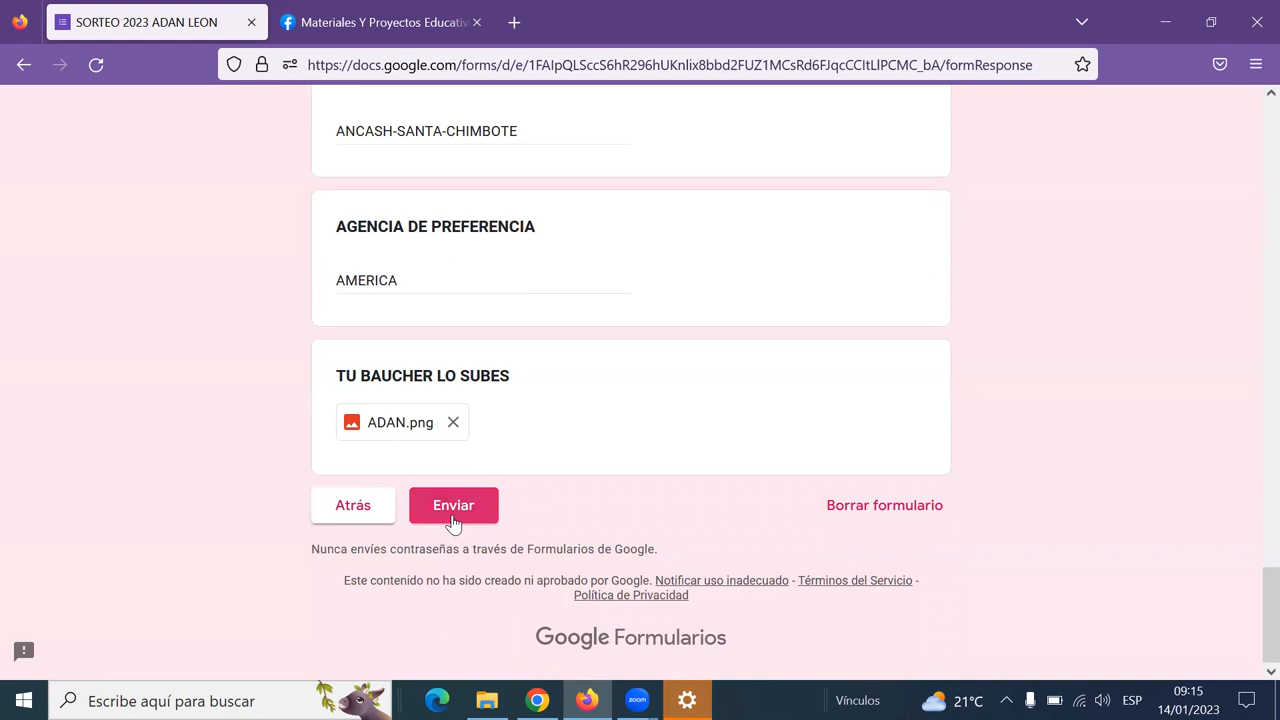 SORTEO 2023 ADAN LEON
Materiales Y Proyectos Educativ
https://docs.google.com/forms/d/e/1FAIpQLSccS6hR296hUKnlix8bbd2FUZ1MCsRd6FJqcCCItLlPCMC_bA/formResponse
ANCASH-SANTA-CHIMBOTE
AGENCIA DE PREFERENCIA
AMERICA
TU BAUCHER LO SUBES
ADAN.png
Atrás
Enviar
Borrar formulario
Nunca envíes contraseñas a través de Formularios de Google.
Este contenido no ha sido creado ni aprobado por Google. Notificar uso inadecuado - Términos del Servicio -
Política de Privacidad
Google Formularios
Escribe aquí para buscar
zoom
Vínculos
21°C
ESP
09:15
14/01/2023